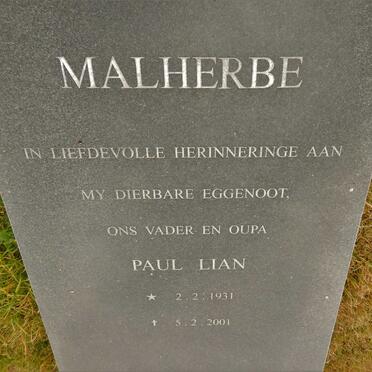 MALHERBE
IN LIEFDEVOLLE HERINNERINGE AAN
MY DIERBARE EGGENOOT,
ONS VADER EN OUPA
PAUL LIAN
★ 2.2.1931
✝ 5.2.2001